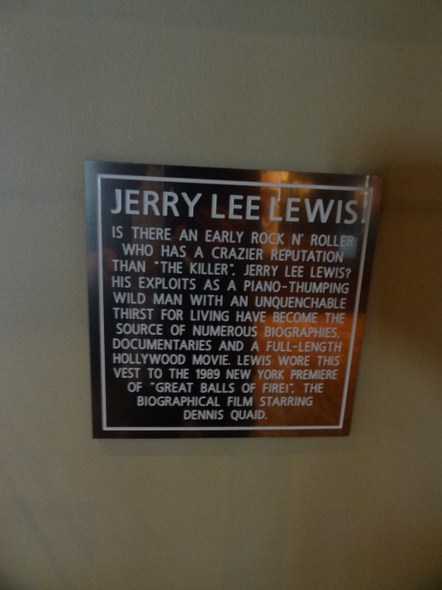 JERRY LEE LEWIS
IS THERE AN EARLY ROCK N' ROLLER
WHO HAS A CRAZIER REPUTATION
THAN "THE KILLER", JERRY LEE LEWIS?
HIS EXPLOITS AS A PIANO-THUMPING
WILD MAN WITH AN UNQUENCHABLE
THIRST FOR LIVING HAVE BECOME THE
SOURCE OF NUMEROUS BIOGRAPHIES,
DOCUMENTARIES AND A FULL-LENGTH
HOLLYWOOD MOVIE. LEWIS WORE THIS
VEST TO THE 1989 NEW YORK PREMIERE
OF "GREAT BALLS OF FIRE!", THE
BIOGRAPHICAL FILM STARRING
DENNIS QUAID.